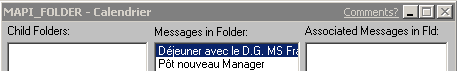 MAPI_FOLDER - Calendrier Comments?
Child Folders: Messages in Folder: Associated Messages in Fld:
Déjeuner avec le D.G. MS Fra
Pôt nouveau Manager